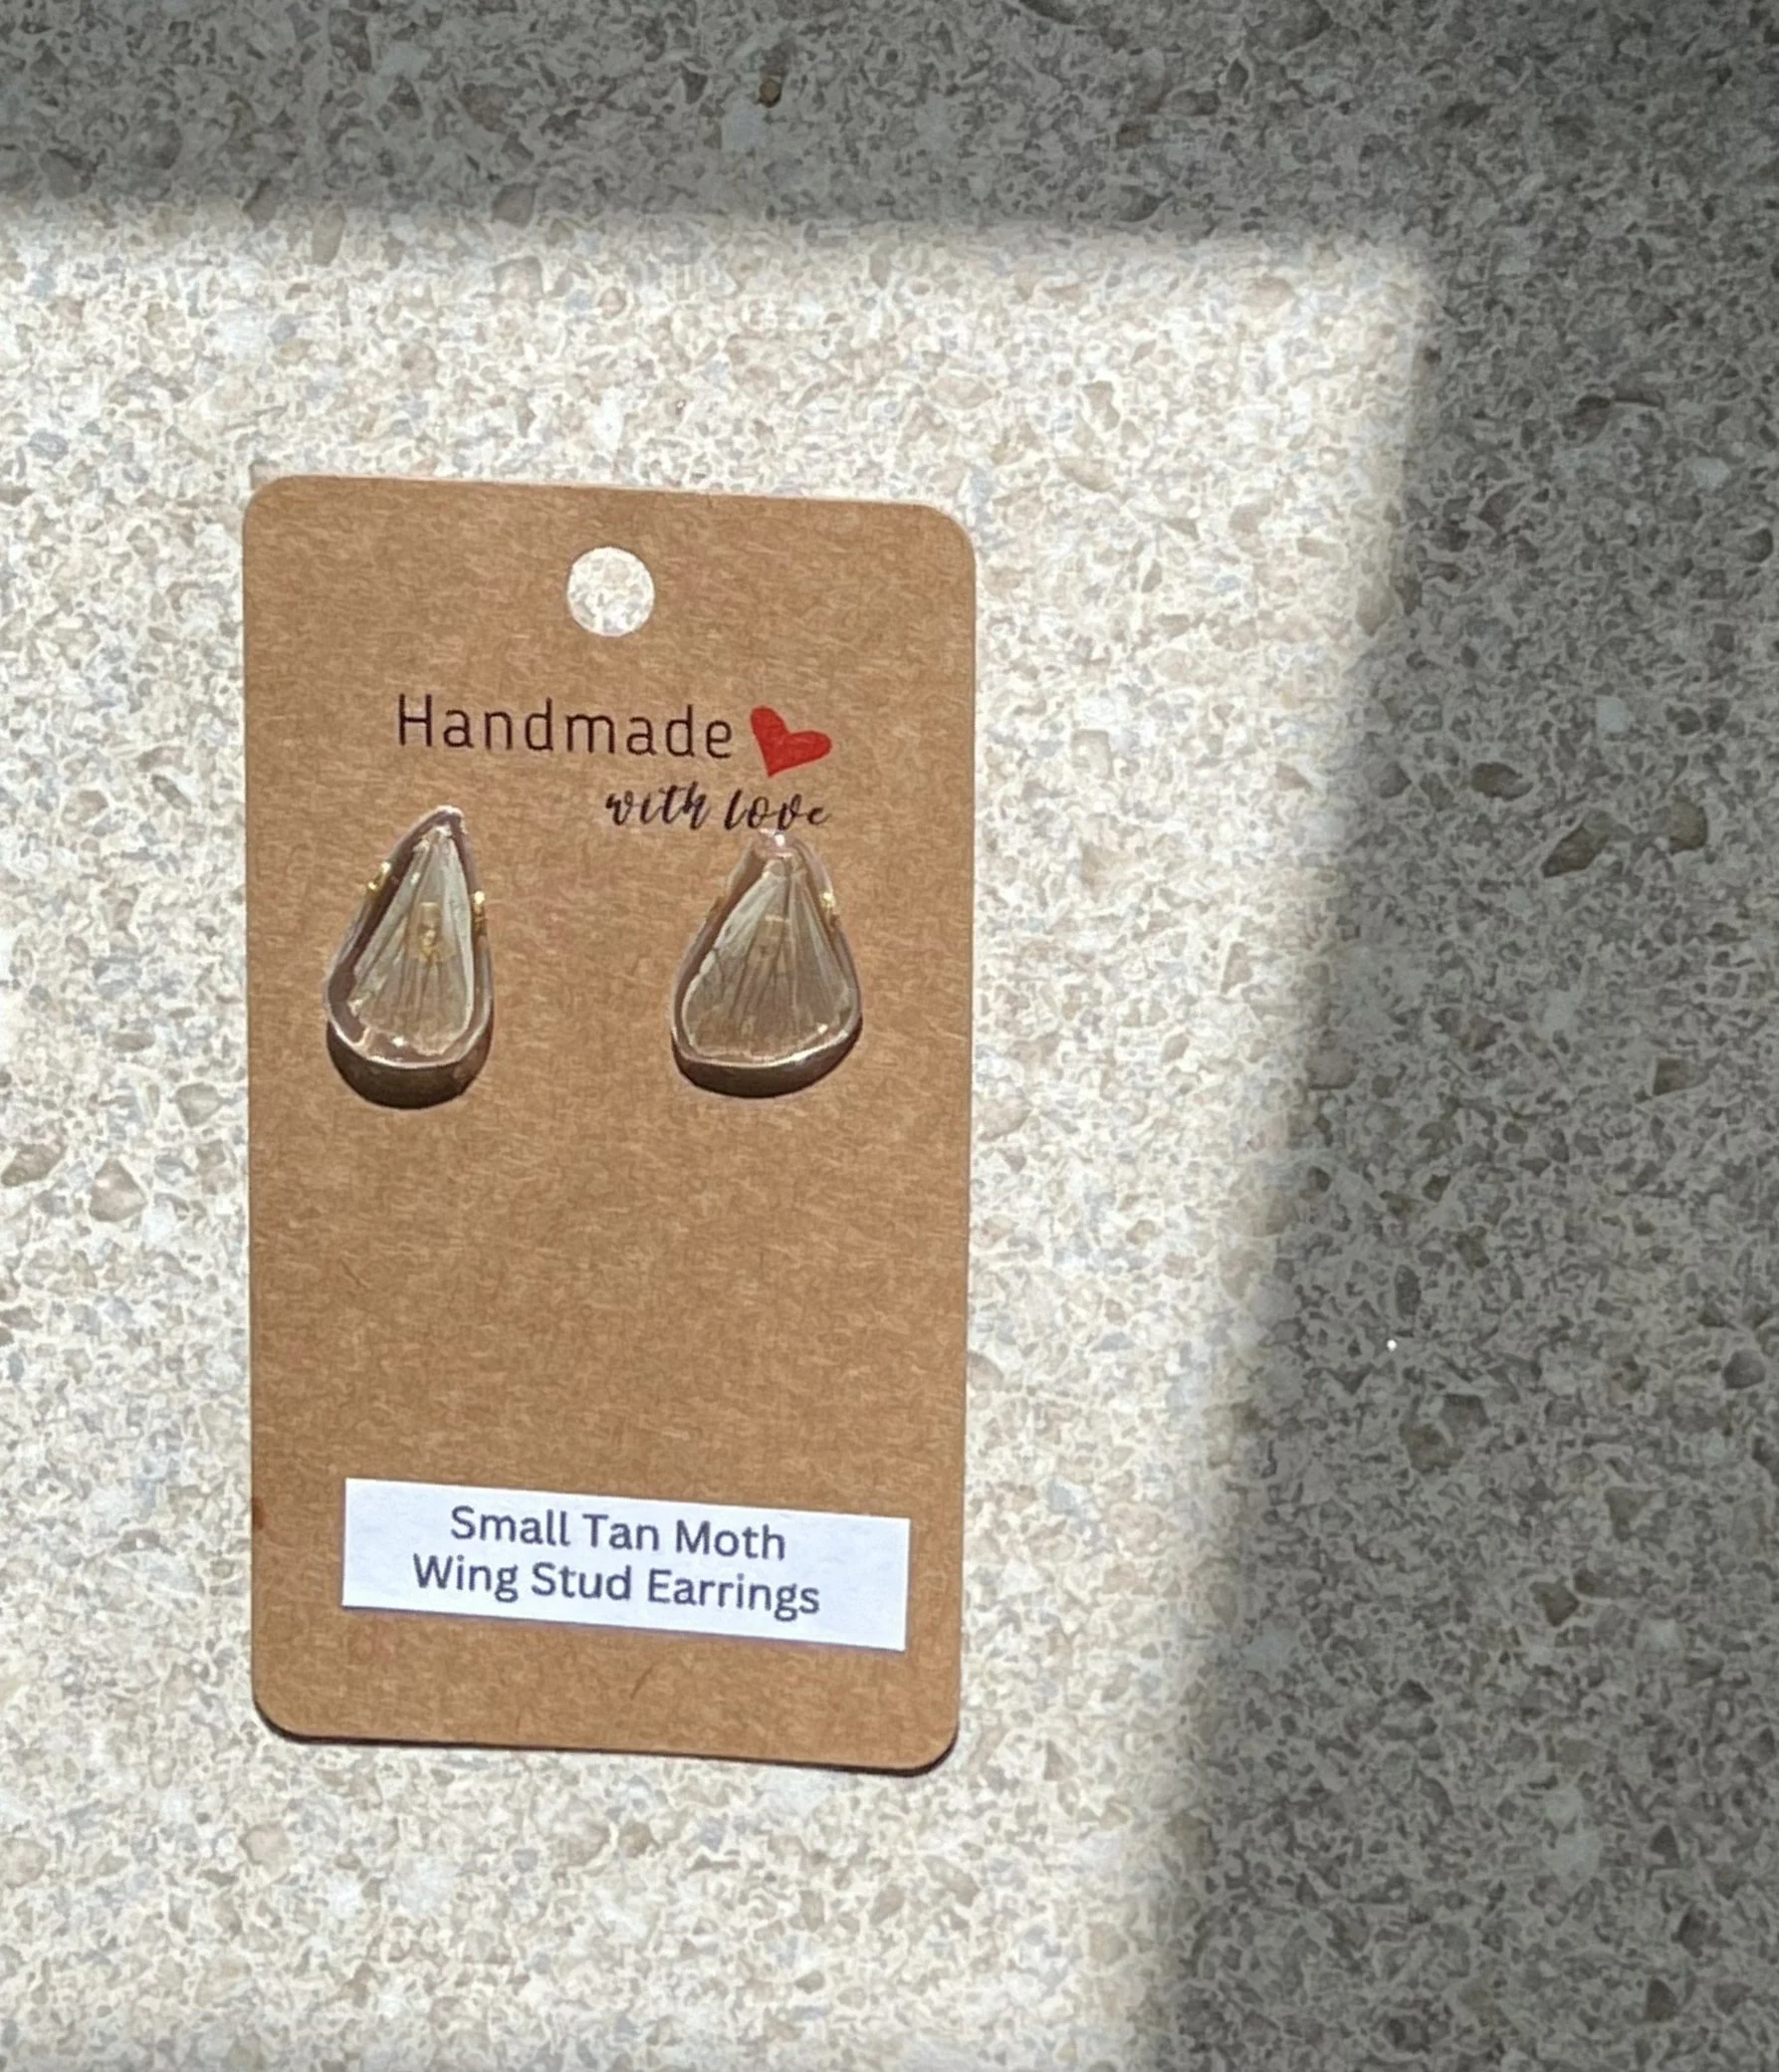 Handmade
with love
Small Tan Moth
Wing Stud Earrings